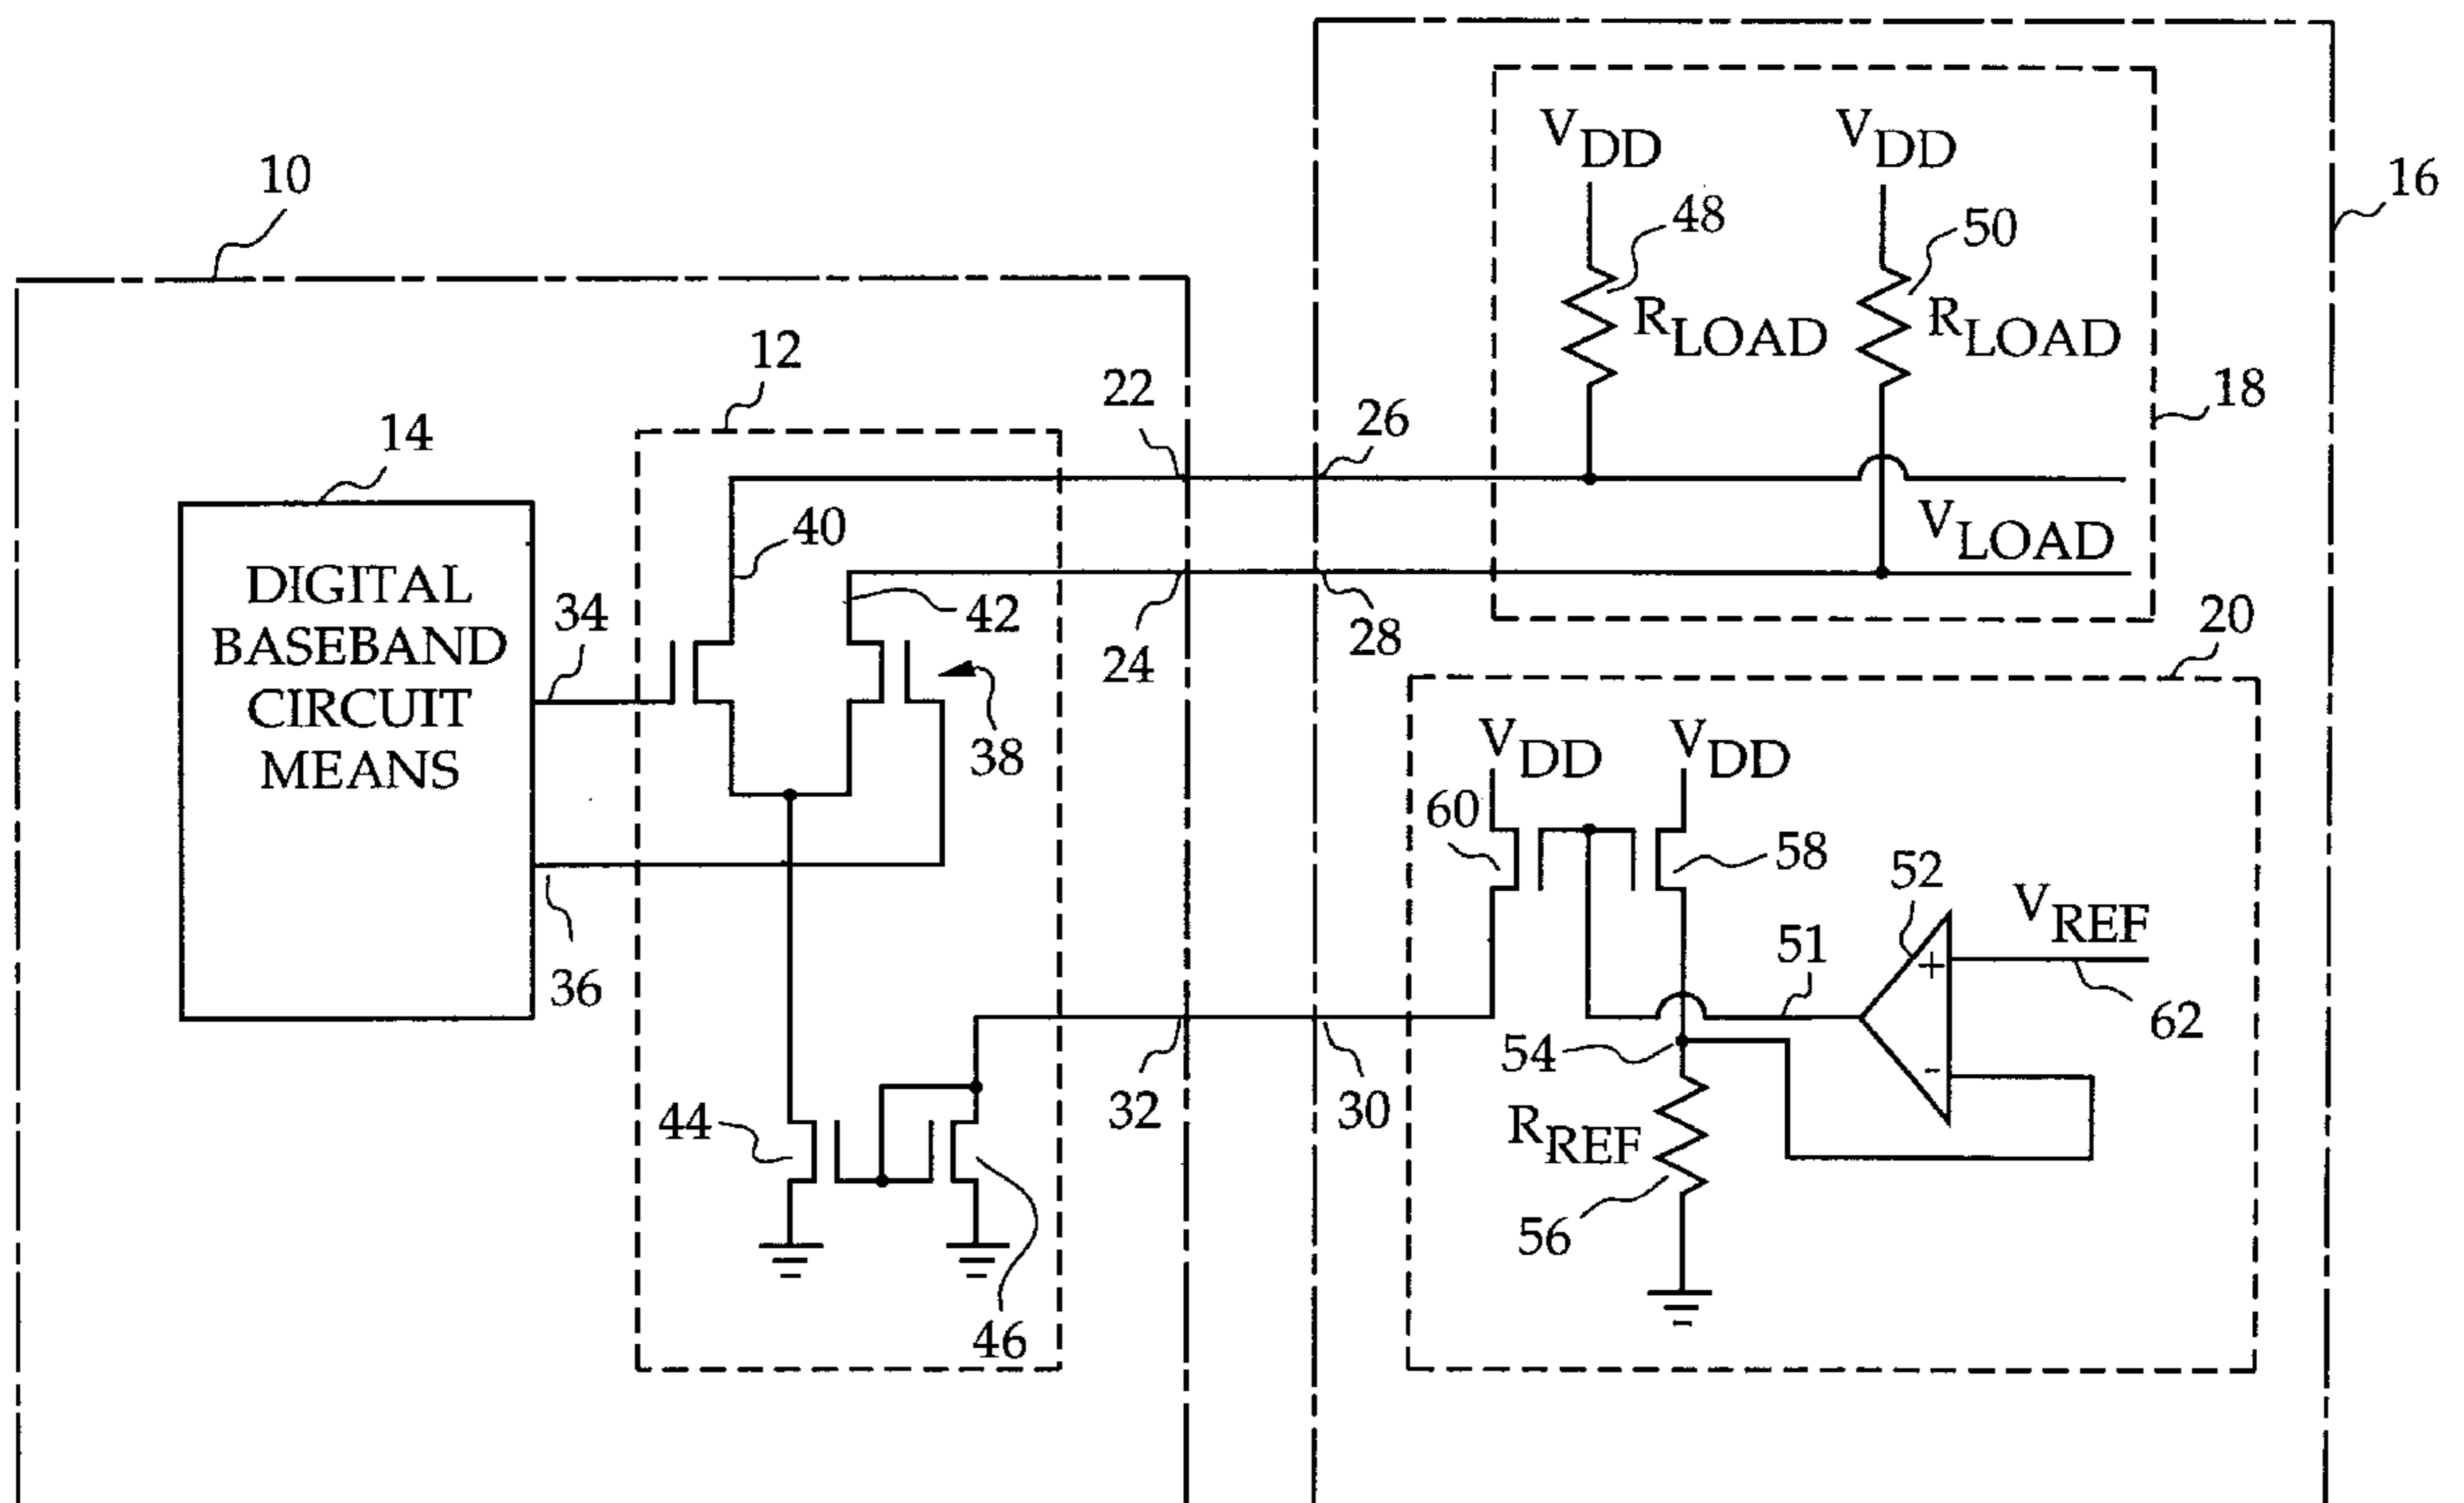 10
16
V_DD
V_DD
48
50
R_LOAD
R_LOAD
12
22
26
18
14
40
V_LOAD
DIGITAL
BASEBAND
CIRCUIT
MEANS
34
42
24
28
20
38
V_DD
V_DD
60
58
52
V_REF
36
51
+
62
54
-
44
32
30
R_REF
56
46